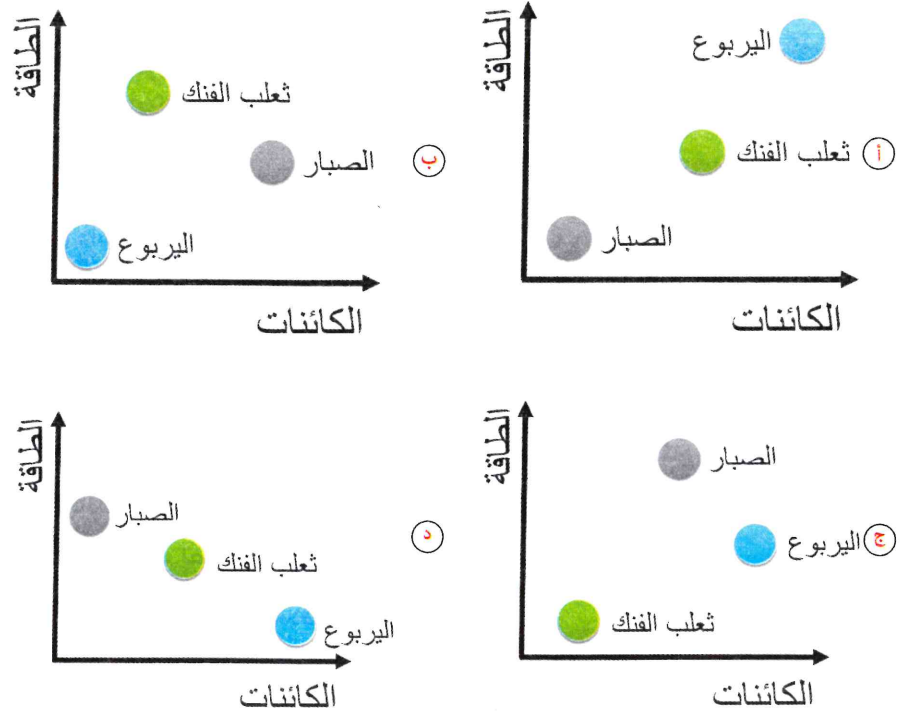 الطاقة
اليربوع
أ
ثعلب الفنك
الصبار
الكائنات
الطاقة
ثعلب الفنك
ب
الصبار
اليربوع
الكائنات
الطاقة
الصبار
ج
اليربوع
ثعلب الفنك
الكائنات
الطاقة
الصبار
د
ثعلب الفنك
اليربوع
الكائنات